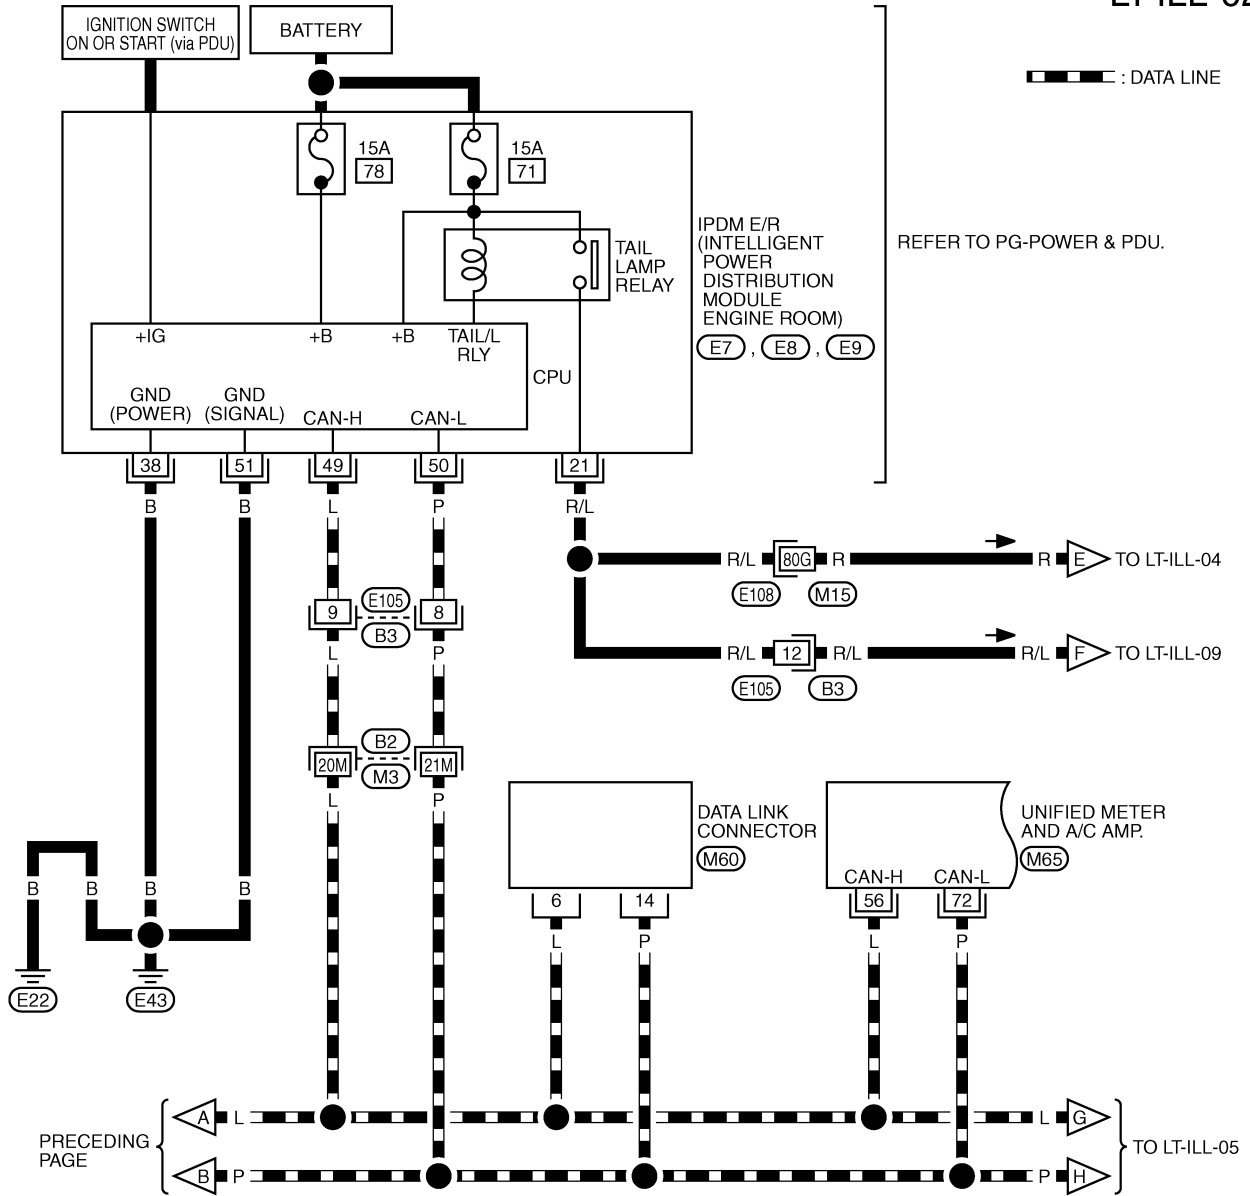 IGNITION SWITCH
ON OR START (via PDU)
BATTERY
: DATA LINE
15A
78
15A
71
TAIL
LAMP
RELAY
IPDM E/R
(INTELLIGENT
POWER
DISTRIBUTION
MODULE
ENGINE ROOM)
E7 , E8 , E9
REFER TO PG-POWER & PDU.
+IG
+B
+B
TAIL/L
RLY
CPU
GND
(POWER)
GND
(SIGNAL)
CAN-H
CAN-L
38
51
49
50
21
B
B
L
P
R/L
R/L
80G
R
R
E
TO LT-ILL-04
E108
M15
9
E105
8
B3
L
P
R/L
12
R/L
R/L
F
TO LT-ILL-09
E105
B3
20M
B2
21M
M3
L
P
DATA LINK
CONNECTOR
M60
UNIFIED METER
AND A/C AMP.
M65
CAN-H
CAN-L
6
14
56
72
B
B
B
B
L
P
L
P
E22
E43
PRECEDING
PAGE
A
L
L
G
B
P
P
H
TO LT-ILL-05